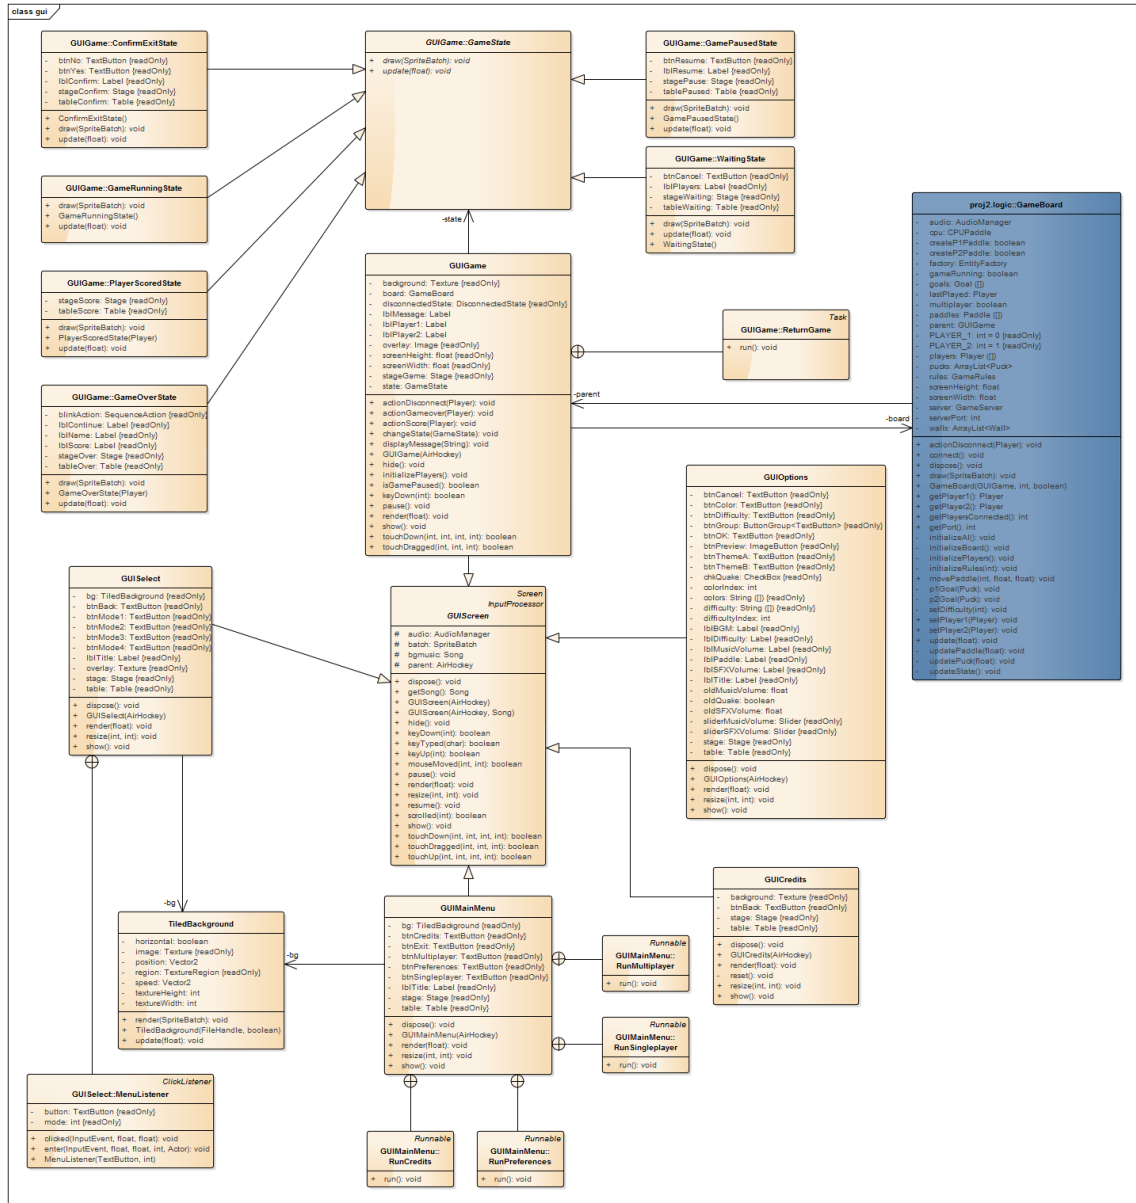 class gui
GUIGame::ConfirmExitState
- btnNo: TextButton {readOnly}
- btnYes: TextButton {readOnly}
- lblConfirm: Label {readOnly}
- stageConfirm: Stage {readOnly}
- tableConfirm: Table {readOnly}
+ ConfirmExitState()
+ draw(SpriteBatch): void
+ update(float): void
GUIGame::GameState
+ draw(SpriteBatch): void
+ update(float): void
GUIGame::GamePausedState
- btnResume: TextButton {readOnly}
- lblResume: Label {readOnly}
- stagePause: Stage {readOnly}
- tablePaused: Table {readOnly}
+ draw(SpriteBatch): void
+ GamePausedState()
+ update(float): void
GUIGame::WaitingState
- btnCancel: TextButton {readOnly}
- lblPlayers: Label {readOnly}
- stageWaiting: Stage {readOnly}
- tableWaiting: Table {readOnly}
+ draw(SpriteBatch): void
+ update(float): void
+ WaitingState()
GUIGame::GameRunningState
+ draw(SpriteBatch): void
+ GameRunningState()
+ update(float): void
GUIGame::PlayerScoredState
- stageScore: Stage {readOnly}
- tableScore: Table {readOnly}
+ draw(SpriteBatch): void
+ PlayerScoredState(Player)
+ update(float): void
GUIGame::GameOverState
- blinkAction: SequenceAction {readOnly}
- lblContinue: Label {readOnly}
- lblName: Label {readOnly}
- lblScore: Label {readOnly}
- stageOver: Stage {readOnly}
- tableOver: Table {readOnly}
+ draw(SpriteBatch): void
+ GameOverState(Player)
+ update(float): void
-state
GUIGame
- background: Texture {readOnly}
- board: GameBoard
- disconnectedState: DisconnectedState {readOnly}
- lblMessage: Label
- lblPlayer1: Label
- lblPlayer2: Label
- overlay: Image {readOnly}
- screenHeight: float {readOnly}
- screenWidth: float {readOnly}
- stageGame: Stage {readOnly}
- state: GameState
+ actionDisconnect(Player): void
+ actionGameover(Player): void
+ actionScore(Player): void
+ changeState(GameState): void
+ displayMessage(String): void
+ GUIGame(AirHockey)
+ hide(): void
+ initializePlayers(): void
+ isGamePaused(): boolean
+ keyDown(int): boolean
+ pause(): void
+ render(float): void
+ show(): void
+ touchDown(int, int, int, int): boolean
+ touchDragged(int, int, int): boolean
Task
GUIGame::ReturnGame
+ run(): void
-parent
-board
proj2.logic::GameBoard
- audio: AudioManager
- cpu: CPUPaddle
- createP1Paddle: boolean
- createP2Paddle: boolean
- factory: EntityFactory
- gameRunning: boolean
- goals: Goal ([])
- lastPlayed: Player
- multiplayer: boolean
- paddles: Paddle ([])
- parent: GUIGame
- PLAYER_1: int = 0 {readOnly}
- PLAYER_2: int = 1 {readOnly}
- players: Player ([])
- pucks: ArrayList<Puck>
- rules: GameRules
- screenHeight: float
- screenWidth: float
- server: GameServer
- serverPort: int
- walls: ArrayList<Wall>
+ actionDisconnect(Player): void
+ connect(): void
+ dispose(): void
+ draw(SpriteBatch): void
+ GameBoard(GUIGame, int, boolean)
+ getPlayer1(): Player
+ getPlayer2(): Player
+ getPlayersConnected(): int
+ getPort(): int
- initializeAI(): void
- initializeBoard(): void
- initializePlayers(): void
- initializeRules(int): void
+ movePaddle(int, float, float): void
- p1Goal(Puck): void
- p2Goal(Puck): void
- setDifficulty(int): void
+ setPlayer1(Player): void
+ setPlayer2(Player): void
+ update(float): void
- updatePaddle(float): void
- updatePuck(float): void
- updateState(): void
GUIOptions
- btnCancel: TextButton {readOnly}
- btnColor: TextButton {readOnly}
- btnDifficulty: TextButton {readOnly}
- btnGroup: ButtonGroup<TextButton> {readOnly}
- btnOK: TextButton {readOnly}
- btnPreview: ImageButton {readOnly}
- btnThemeA: TextButton {readOnly}
- btnThemeB: TextButton {readOnly}
- chkQuake: CheckBox {readOnly}
- colorIndex: int
- colors: String ([]) {readOnly}
- difficulty: String ([]) {readOnly}
- difficultyIndex: int
- lblBGM: Label {readOnly}
- lblDifficulty: Label {readOnly}
- lblMusicVolume: Label {readOnly}
- lblPaddle: Label {readOnly}
- lblSFXVolume: Label {readOnly}
- lblTitle: Label {readOnly}
- oldMusicVolume: float
- oldQuake: boolean
- oldSFXVolume: float
- sliderMusicVolume: Slider {readOnly}
- sliderSFXVolume: Slider {readOnly}
- stage: Stage {readOnly}
- table: Table {readOnly}
+ dispose(): void
+ GUIOptions(AirHockey)
+ render(float): void
+ resize(int, int): void
+ show(): void
GUISelect
- bg: TiledBackground {readOnly}
- btnBack: TextButton {readOnly}
- btnMode1: TextButton {readOnly}
- btnMode2: TextButton {readOnly}
- btnMode3: TextButton {readOnly}
- btnMode4: TextButton {readOnly}
- lblTitle: Label {readOnly}
- overlay: Texture {readOnly}
- stage: Stage {readOnly}
- table: Table {readOnly}
+ dispose(): void
+ GUISelect(AirHockey)
+ render(float): void
+ resize(int, int): void
+ show(): void
Screen
InputProcessor
GUIScreen
# audio: AudioManager
# batch: SpriteBatch
# bgmusic: Song
# parent: AirHockey
+ dispose(): void
+ getSong(): Song
+ GUIScreen(AirHockey)
+ GUIScreen(AirHockey, Song)
+ hide(): void
+ keyDown(int): boolean
+ keyTyped(char): boolean
+ keyUp(int): boolean
+ mouseMoved(int, int): boolean
+ pause(): void
+ render(float): void
+ resize(int, int): void
+ resume(): void
+ scrolled(int): boolean
+ show(): void
+ touchDown(int, int, int, int): boolean
+ touchDragged(int, int, int): boolean
+ touchUp(int, int, int, int): boolean
GUICredits
- background: Texture {readOnly}
- btnBack: TextButton {readOnly}
- stage: Stage {readOnly}
- table: Table {readOnly}
+ dispose(): void
+ GUICredits(AirHockey)
+ render(float): void
- reset(): void
+ resize(int, int): void
+ show(): void
-bg
TiledBackground
- horizontal: boolean
- image: Texture {readOnly}
- position: Vector2
- region: TextureRegion {readOnly}
- speed: Vector2
- textureHeight: int
- textureWidth: int
+ render(SpriteBatch): void
+ TiledBackground(FileHandle, boolean)
+ update(float): void
-bg
GUIMainMenu
- bg: TiledBackground {readOnly}
- btnCredits: TextButton {readOnly}
- btnExit: TextButton {readOnly}
- btnMultiplayer: TextButton {readOnly}
- btnPreferences: TextButton {readOnly}
- btnSingleplayer: TextButton {readOnly}
- lblTitle: Label {readOnly}
- stage: Stage {readOnly}
- table: Table {readOnly}
+ dispose(): void
+ GUIMainMenu(AirHockey)
+ render(float): void
+ resize(int, int): void
+ show(): void
Runnable
GUIMainMenu::
RunMultiplayer
+ run(): void
Runnable
GUIMainMenu::
RunSingleplayer
+ run(): void
ClickListener
GUISelect::MenuListener
- button: TextButton {readOnly}
- mode: int {readOnly}
+ clicked(InputEvent, float, float): void
+ enter(InputEvent, float, float, int, Actor): void
+ MenuListener(TextButton, int)
Runnable
GUIMainMenu::
RunCredits
+ run(): void
Runnable
GUIMainMenu::
RunPreferences
+ run(): void